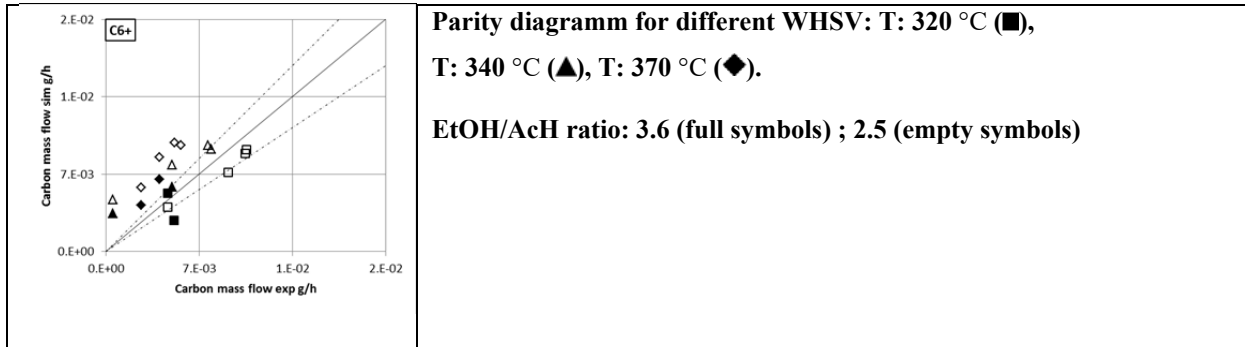 C6+
2.E-02
1.E-02
7.E-03
0.E+00
Carbon mass flow sim g/h
0.E+00 7.E-03 1.E-02 2.E-02
Carbon mass flow exp g/h
Parity diagramm for different WHSV: T: 320 °C (■),
T: 340 °C (▲), T: 370 °C (◆).
EtOH/AcH ratio: 3.6 (full symbols) ; 2.5 (empty symbols)